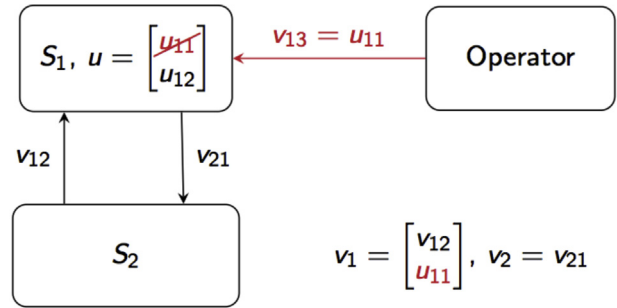 S₁, u = [u₁₁ u₁₂]
v₁₃ = u₁₁
Operator
v₁₂
v₂₁
S₂
v₁ = [v₁₂ u₁₁], v₂ = v₂₁